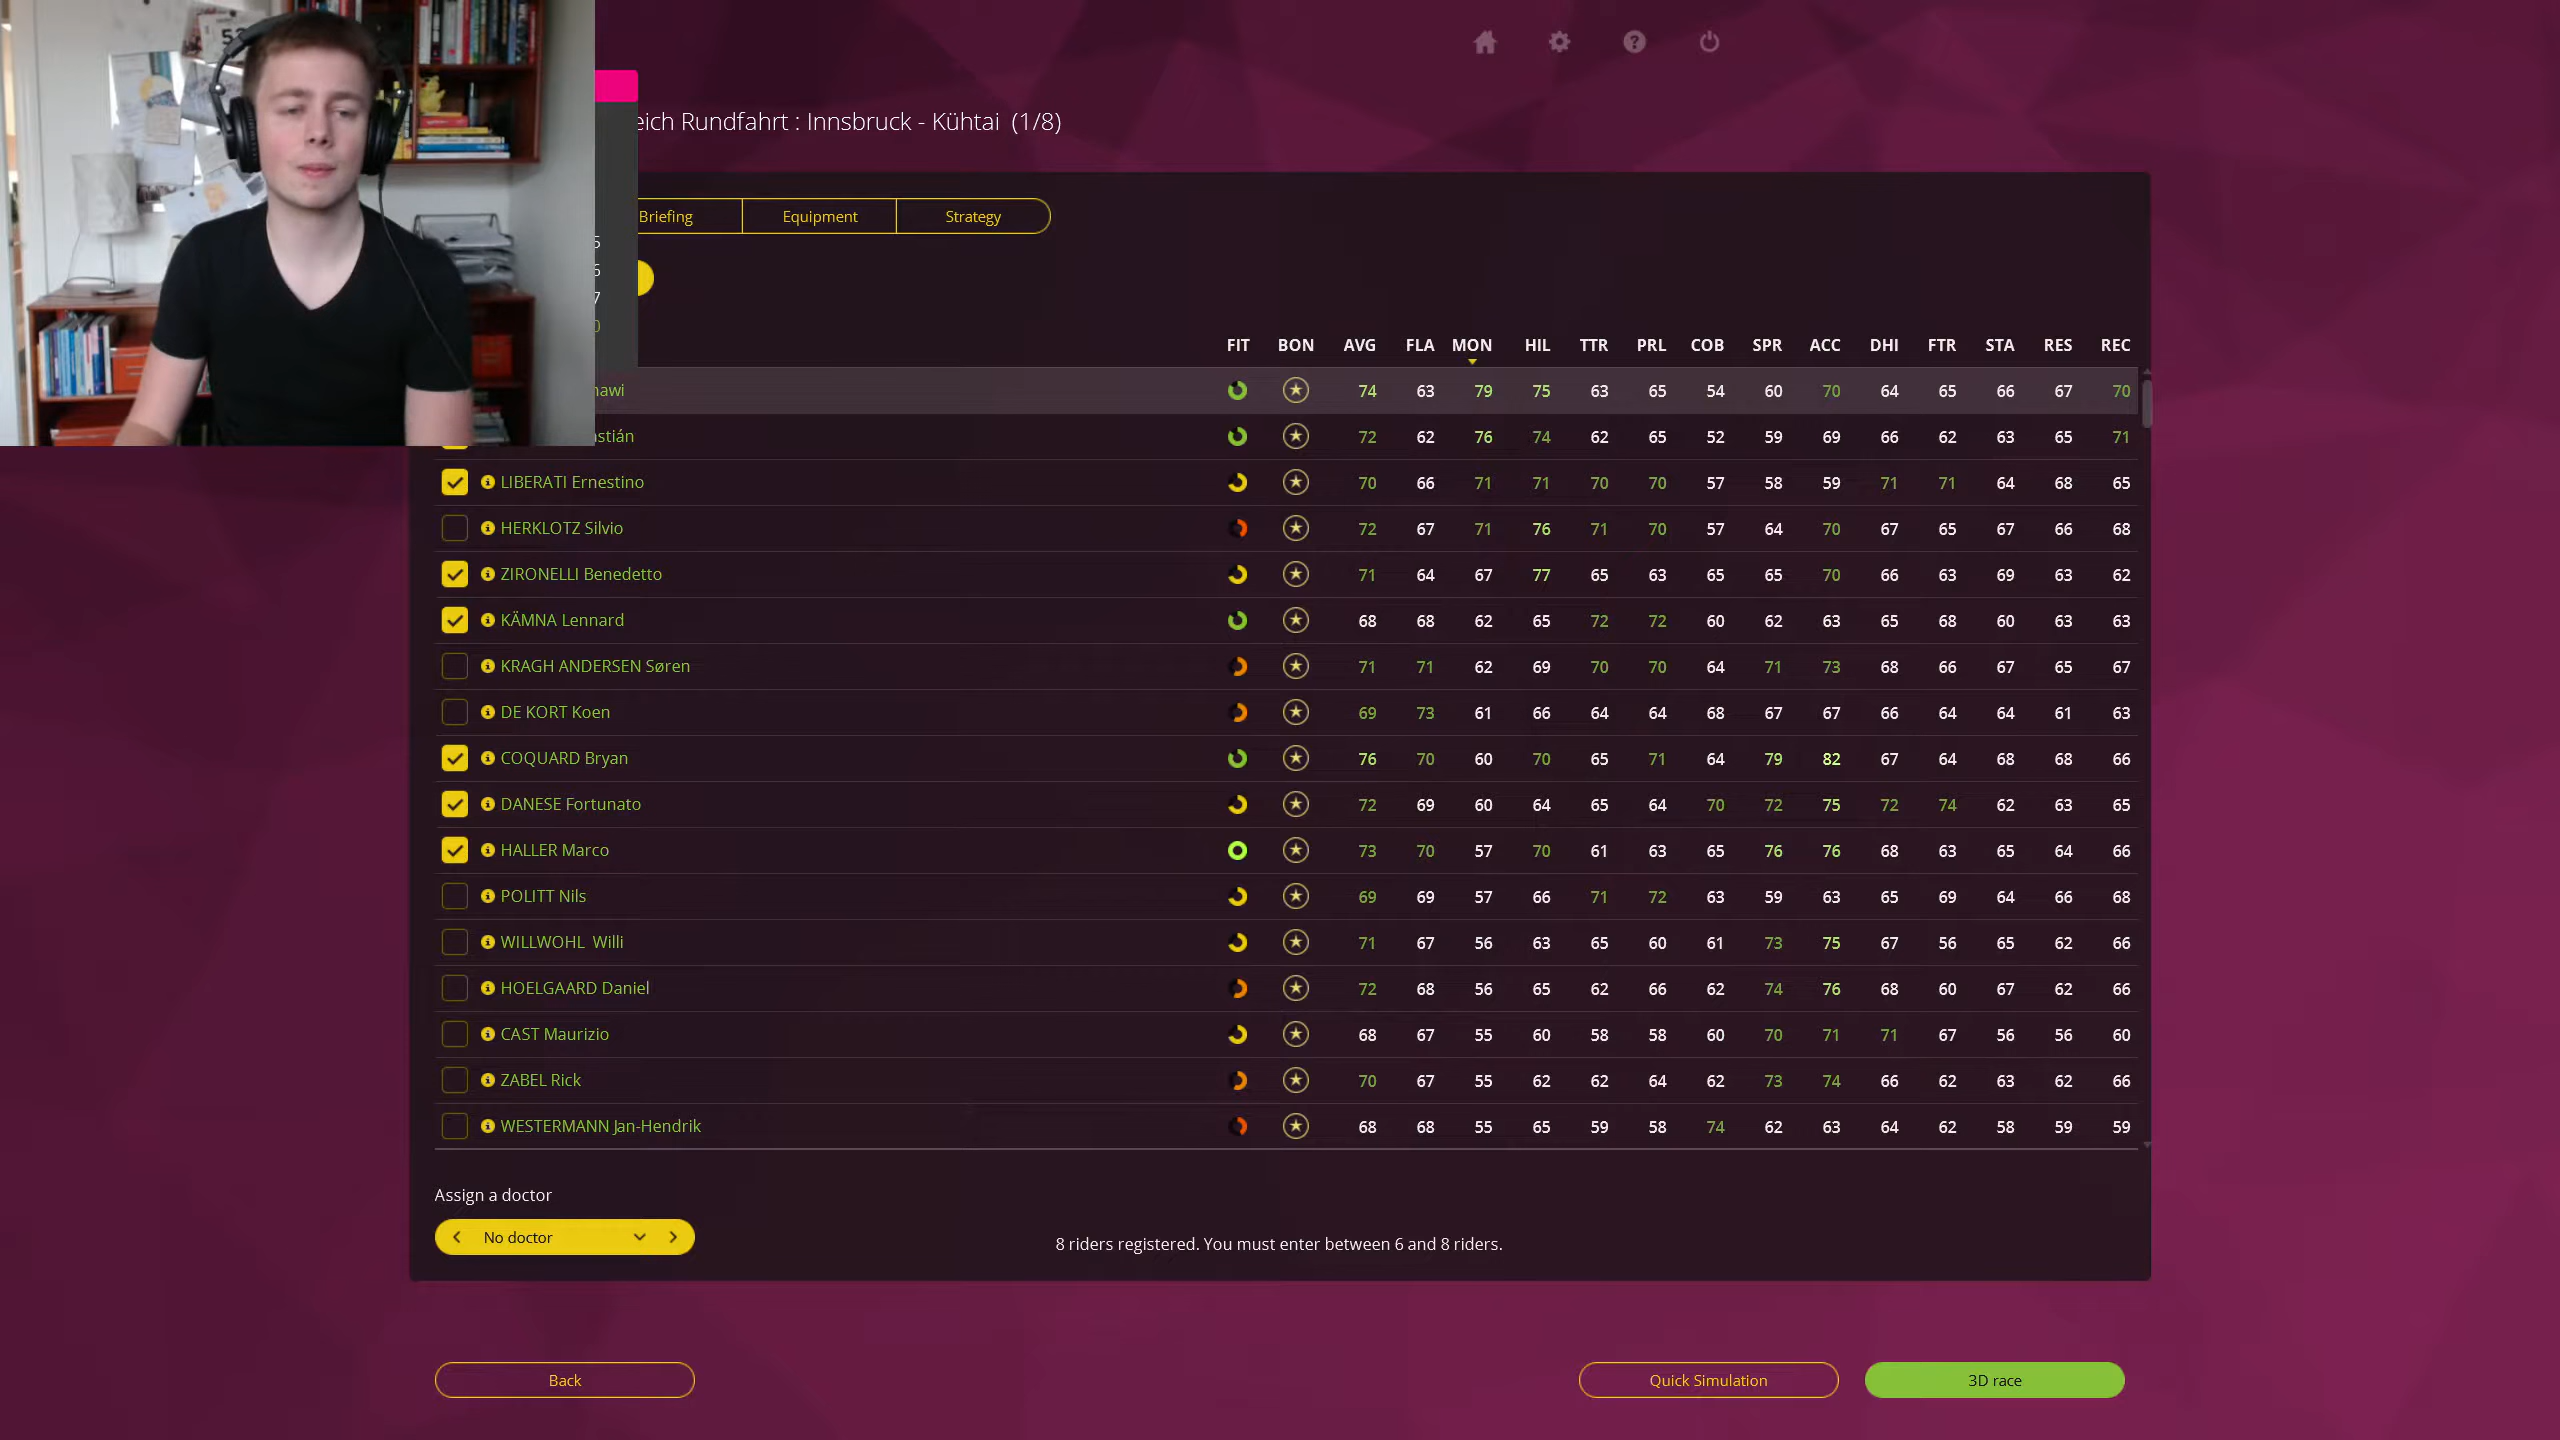 eich Rundfahrt : Innsbruck - Kühtai (1/8)
Briefing Equipment Strategy
5
6
7
0
FIT BON AVG FLA MON HIL TTR PRL COB SPR ACC DHI FTR STA RES REC
nawi 74 63 79 75 63 65 54 60 70 64 65 66 67 70
astián 72 62 76 74 62 65 52 59 69 66 62 63 65 71
LIBERATI Ernestino 70 66 71 71 70 70 57 58 59 71 71 64 68 65
HERKLOTZ Silvio 72 67 71 76 71 70 57 64 70 67 65 67 66 68
ZIRONELLI Benedetto 71 64 67 77 65 63 65 65 70 66 63 69 63 62
KÄMNA Lennard 68 68 62 65 72 72 60 62 63 65 68 60 63 63
KRAGH ANDERSEN Søren 71 71 62 69 70 70 64 71 73 68 66 67 65 67
DE KORT Koen 69 73 61 66 64 64 68 67 67 66 64 64 61 63
COQUARD Bryan 76 70 60 70 65 71 64 79 82 67 64 68 68 66
DANESE Fortunato 72 69 60 64 65 64 70 72 75 72 74 62 63 65
HALLER Marco 73 70 57 70 61 63 65 76 76 68 63 65 64 66
POLITT Nils 69 69 57 66 71 72 63 59 63 65 69 64 66 68
WILLWOHL Willi 71 67 56 63 65 60 61 73 75 67 56 65 62 66
HOELGAARD Daniel 72 68 56 65 62 66 62 74 76 68 60 67 62 66
CAST Maurizio 68 67 55 60 58 58 60 70 71 71 67 56 56 60
ZABEL Rick 70 67 55 62 62 64 62 73 74 66 62 63 62 66
WESTERMANN Jan-Hendrik 68 68 55 65 59 58 74 62 63 64 62 58 59 59
Assign a doctor
No doctor
8 riders registered. You must enter between 6 and 8 riders.
Back Quick Simulation 3D race